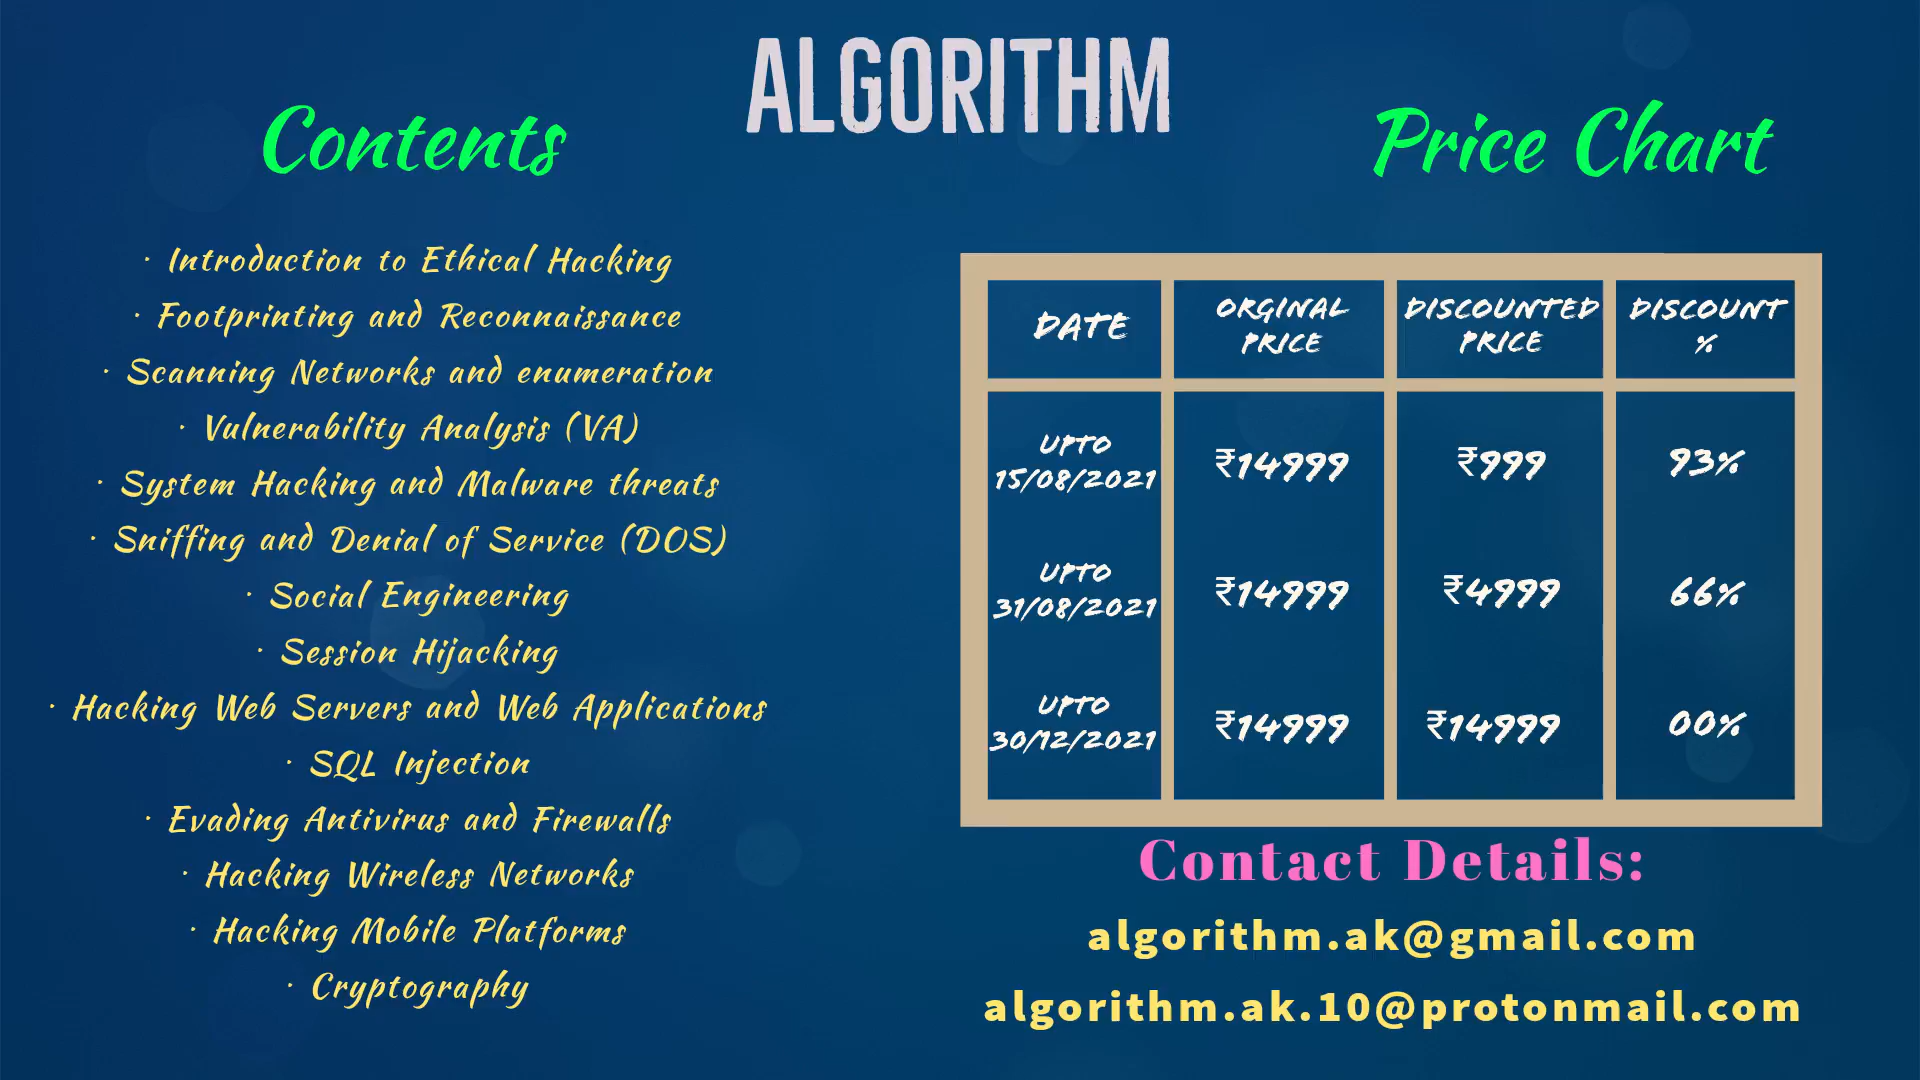 ALGORITHM
Contents
· Introduction to Ethical Hacking
· Footprinting and Reconnaissance
· Scanning Networks and enumeration
· Vulnerability Analysis (VA)
· System Hacking and Malware threats
· Sniffing and Denial of Service (DOS)
· Social Engineering
· Session Hijacking
· Hacking Web Servers and Web Applications
· SQL Injection
· Evading Antivirus and Firewalls
· Hacking Wireless Networks
· Hacking Mobile Platforms
· Cryptography
Price Chart
DATE
ORGINAL
PRICE
DISCOUNTED
PRICE
DISCOUNT
%
UPTO
15/08/2021
₹14999
₹999
93%
UPTO
31/08/2021
₹14999
₹4999
66%
UPTO
30/12/2021
₹14999
₹14999
00%
Contact Details:
algorithm.ak@gmail.com
algorithm.ak.10@protonmail.com